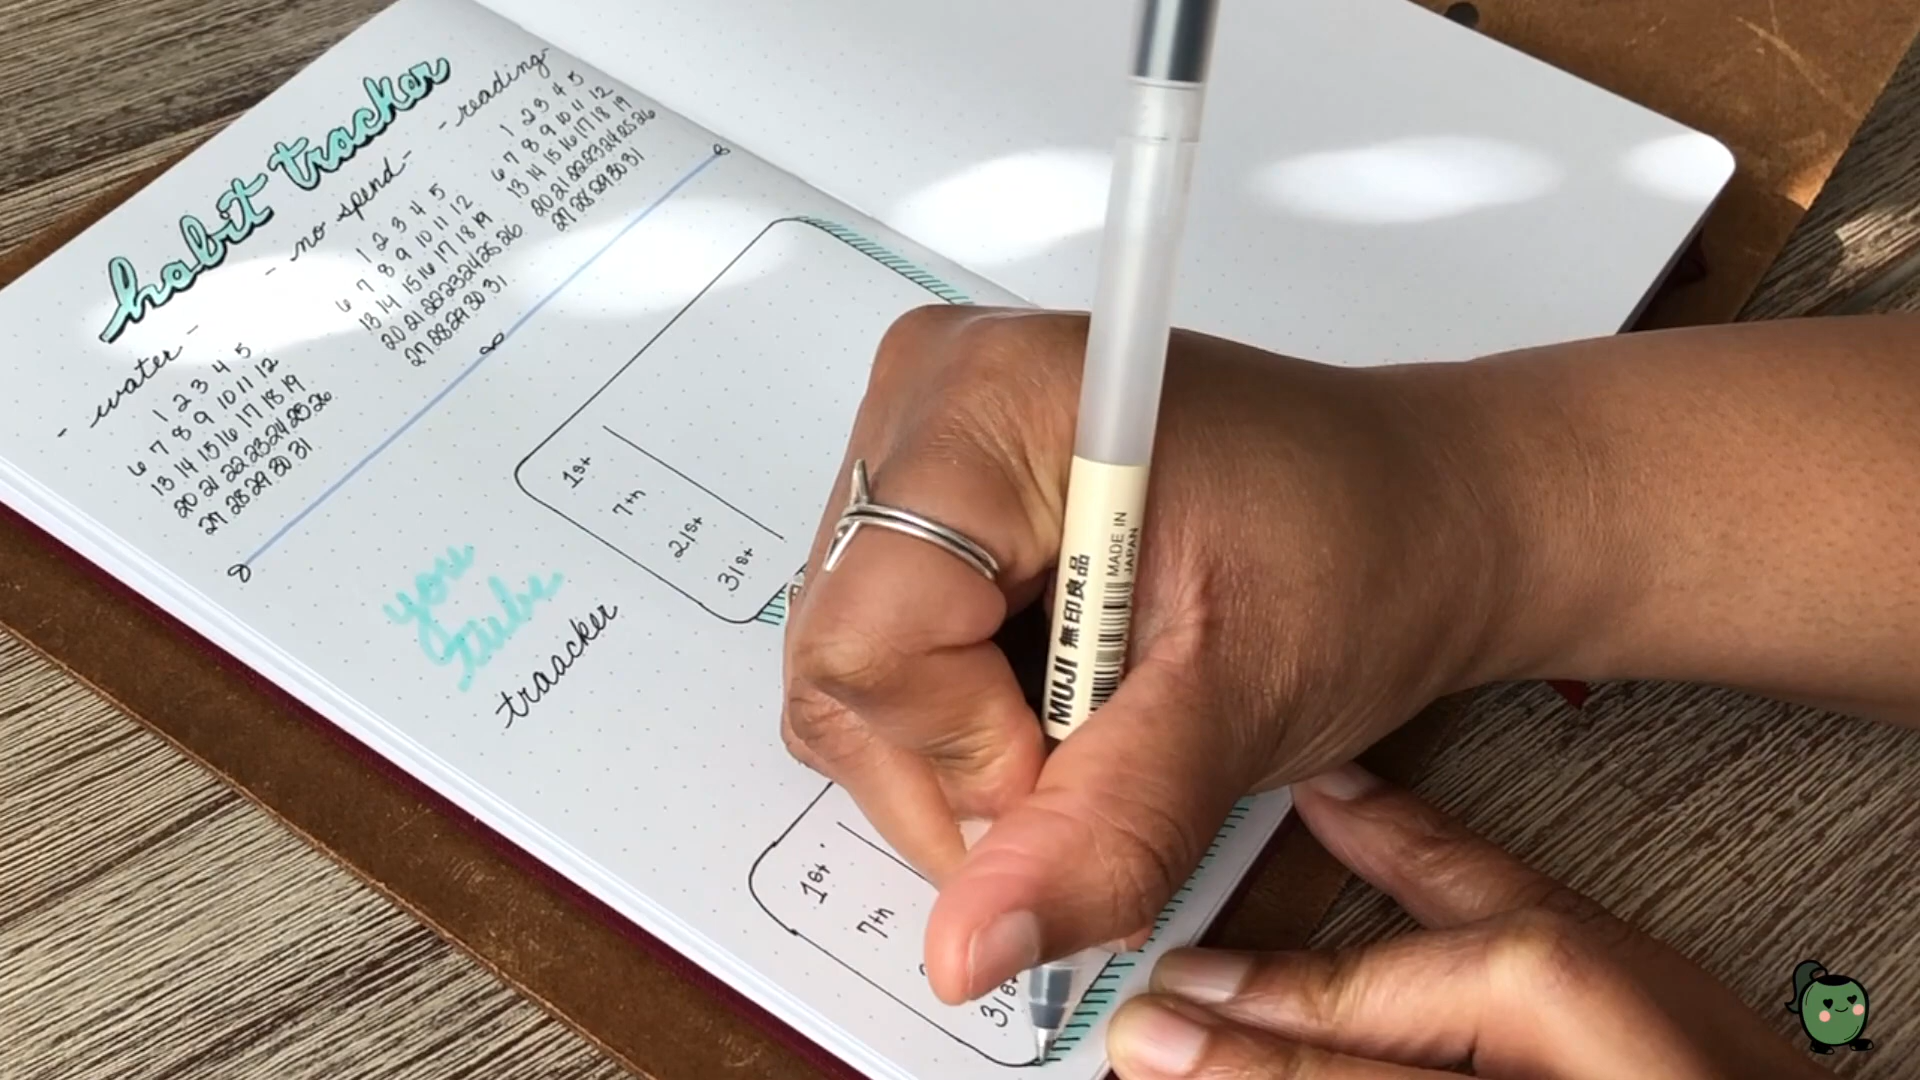 habit tracker
- water -
1 2 3 4 5
6 7 8 9 10 11 12
13 14 15 16 17 18 19
20 21 22 23 24 25 26
27 28 29 30 31
- no spend -
1 2 3 4 5
6 7 8 9 10 11 12
13 14 15 16 17 18 19
20 21 22 23 24 25 26
27 28 29 30 31
- reading -
1 2 3 4 5
6 7 8 9 10 11 12
13 14 15 16 17 18 19
20 21 22 23 24 25 26
27 28 29 30 31
you
tube
traacker
1st
7th
21st
31st
1st
7th
31st
MUJI 無印良品
MADE IN
JAPAN